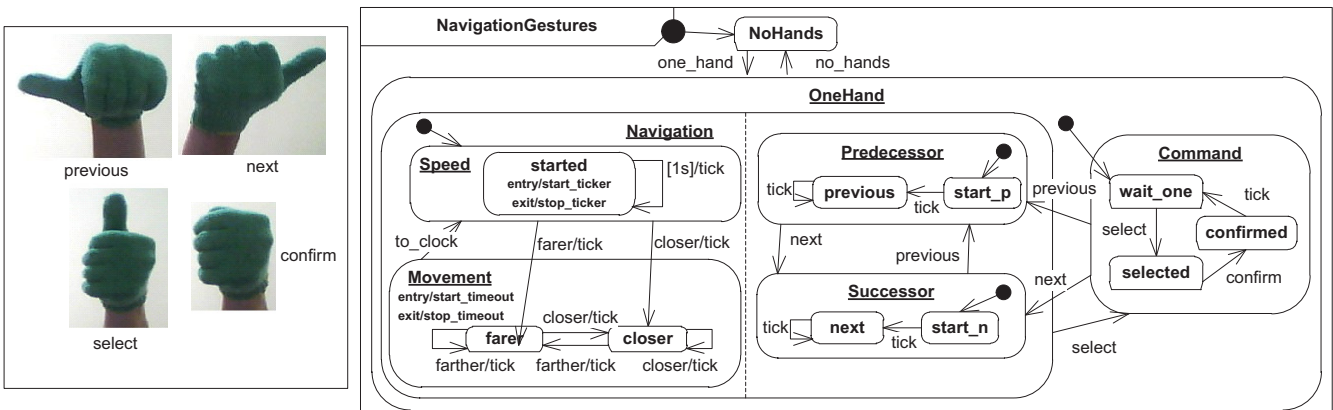 previous
next
select
confirm
NavigationGestures
NoHands
one_hand
no_hands
OneHand
Navigation
Speed
started
entry/start_ticker
exit/stop_ticker
[1s]/tick
to_clock
farer/tick
closer/tick
Movement
entry/start_timeout
exit/stop_timeout
closer/tick
farer
closer
farther/tick
farther/tick
closer/tick
Predecessor
tick
previous
tick
start_p
next
previous
Successor
tick
next
tick
start_n
previous
next
select
Command
wait_one
tick
select
confirmed
selected
confirm